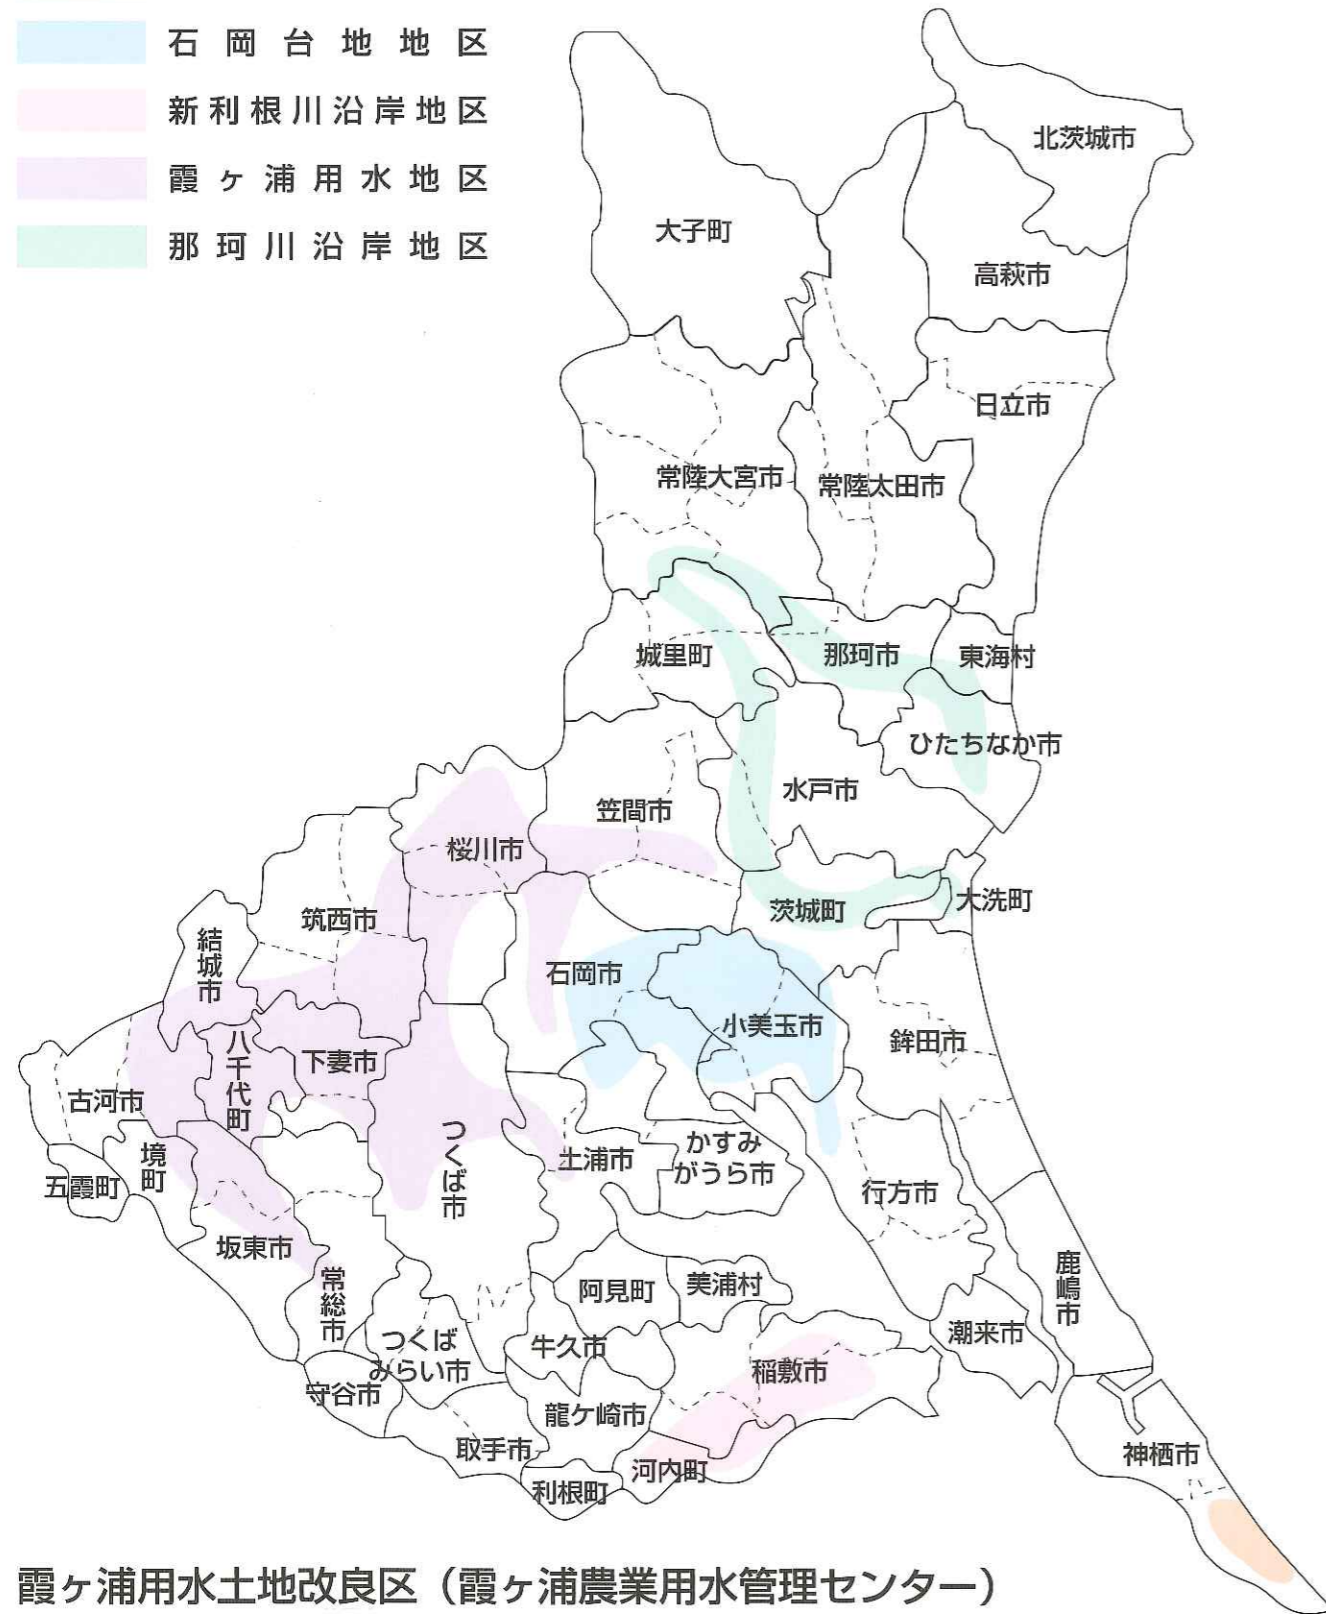 石岡台地地区
新利根川沿岸地区
霞ヶ浦用水地区
那珂川沿岸地区
北茨城市
大子町
高萩市
日立市
常陸大宮市
常陸太田市
城里町
那珂市
東海村
ひたちなか市
水戸市
笠間市
桜川市
筑西市
茨城町
大洗町
結城市
石岡市
小美玉市
鉾田市
八千代町
下妻市
古河市
境町
五霞町
つくば市
土浦市
かすみ
がうら市
行方市
坂東市
常総市
阿見町
美浦村
鹿嶋市
潮来市
つくば
みらい市
牛久市
稲敷市
守谷市
龍ケ崎市
取手市
河内町
利根町
神栖市
霞ヶ浦用水土地改良区（霞ヶ浦農業用水管理センター）